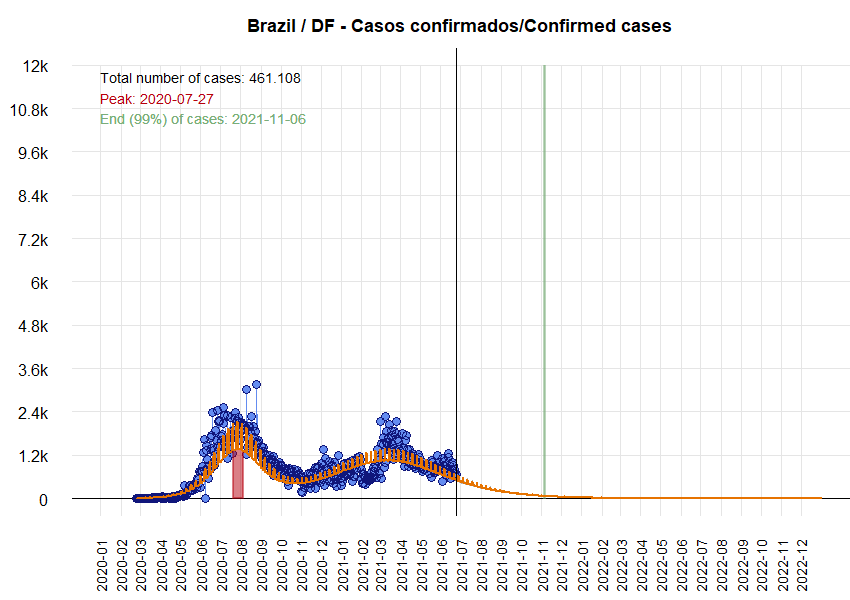 Brazil / DF - Casos confirmados/Confirmed cases
12k
Total number of cases: 461.108
Peak: 2020-07-27
End (99%) of cases: 2021-11-06
10.8k
9.6k
8.4k
7.2k
6k
4.8k
3.6k
2.4k
1.2k
0
2020-01
2020-02
2020-03
2020-04
2020-05
2020-06
2020-07
2020-08
2020-09
2020-10
2020-11
2020-12
2021-01
2021-02
2021-03
2021-04
2021-05
2021-06
2021-07
2021-08
2021-09
2021-10
2021-11
2021-12
2022-01
2022-02
2022-03
2022-04
2022-05
2022-06
2022-07
2022-08
2022-09
2022-10
2022-11
2022-12